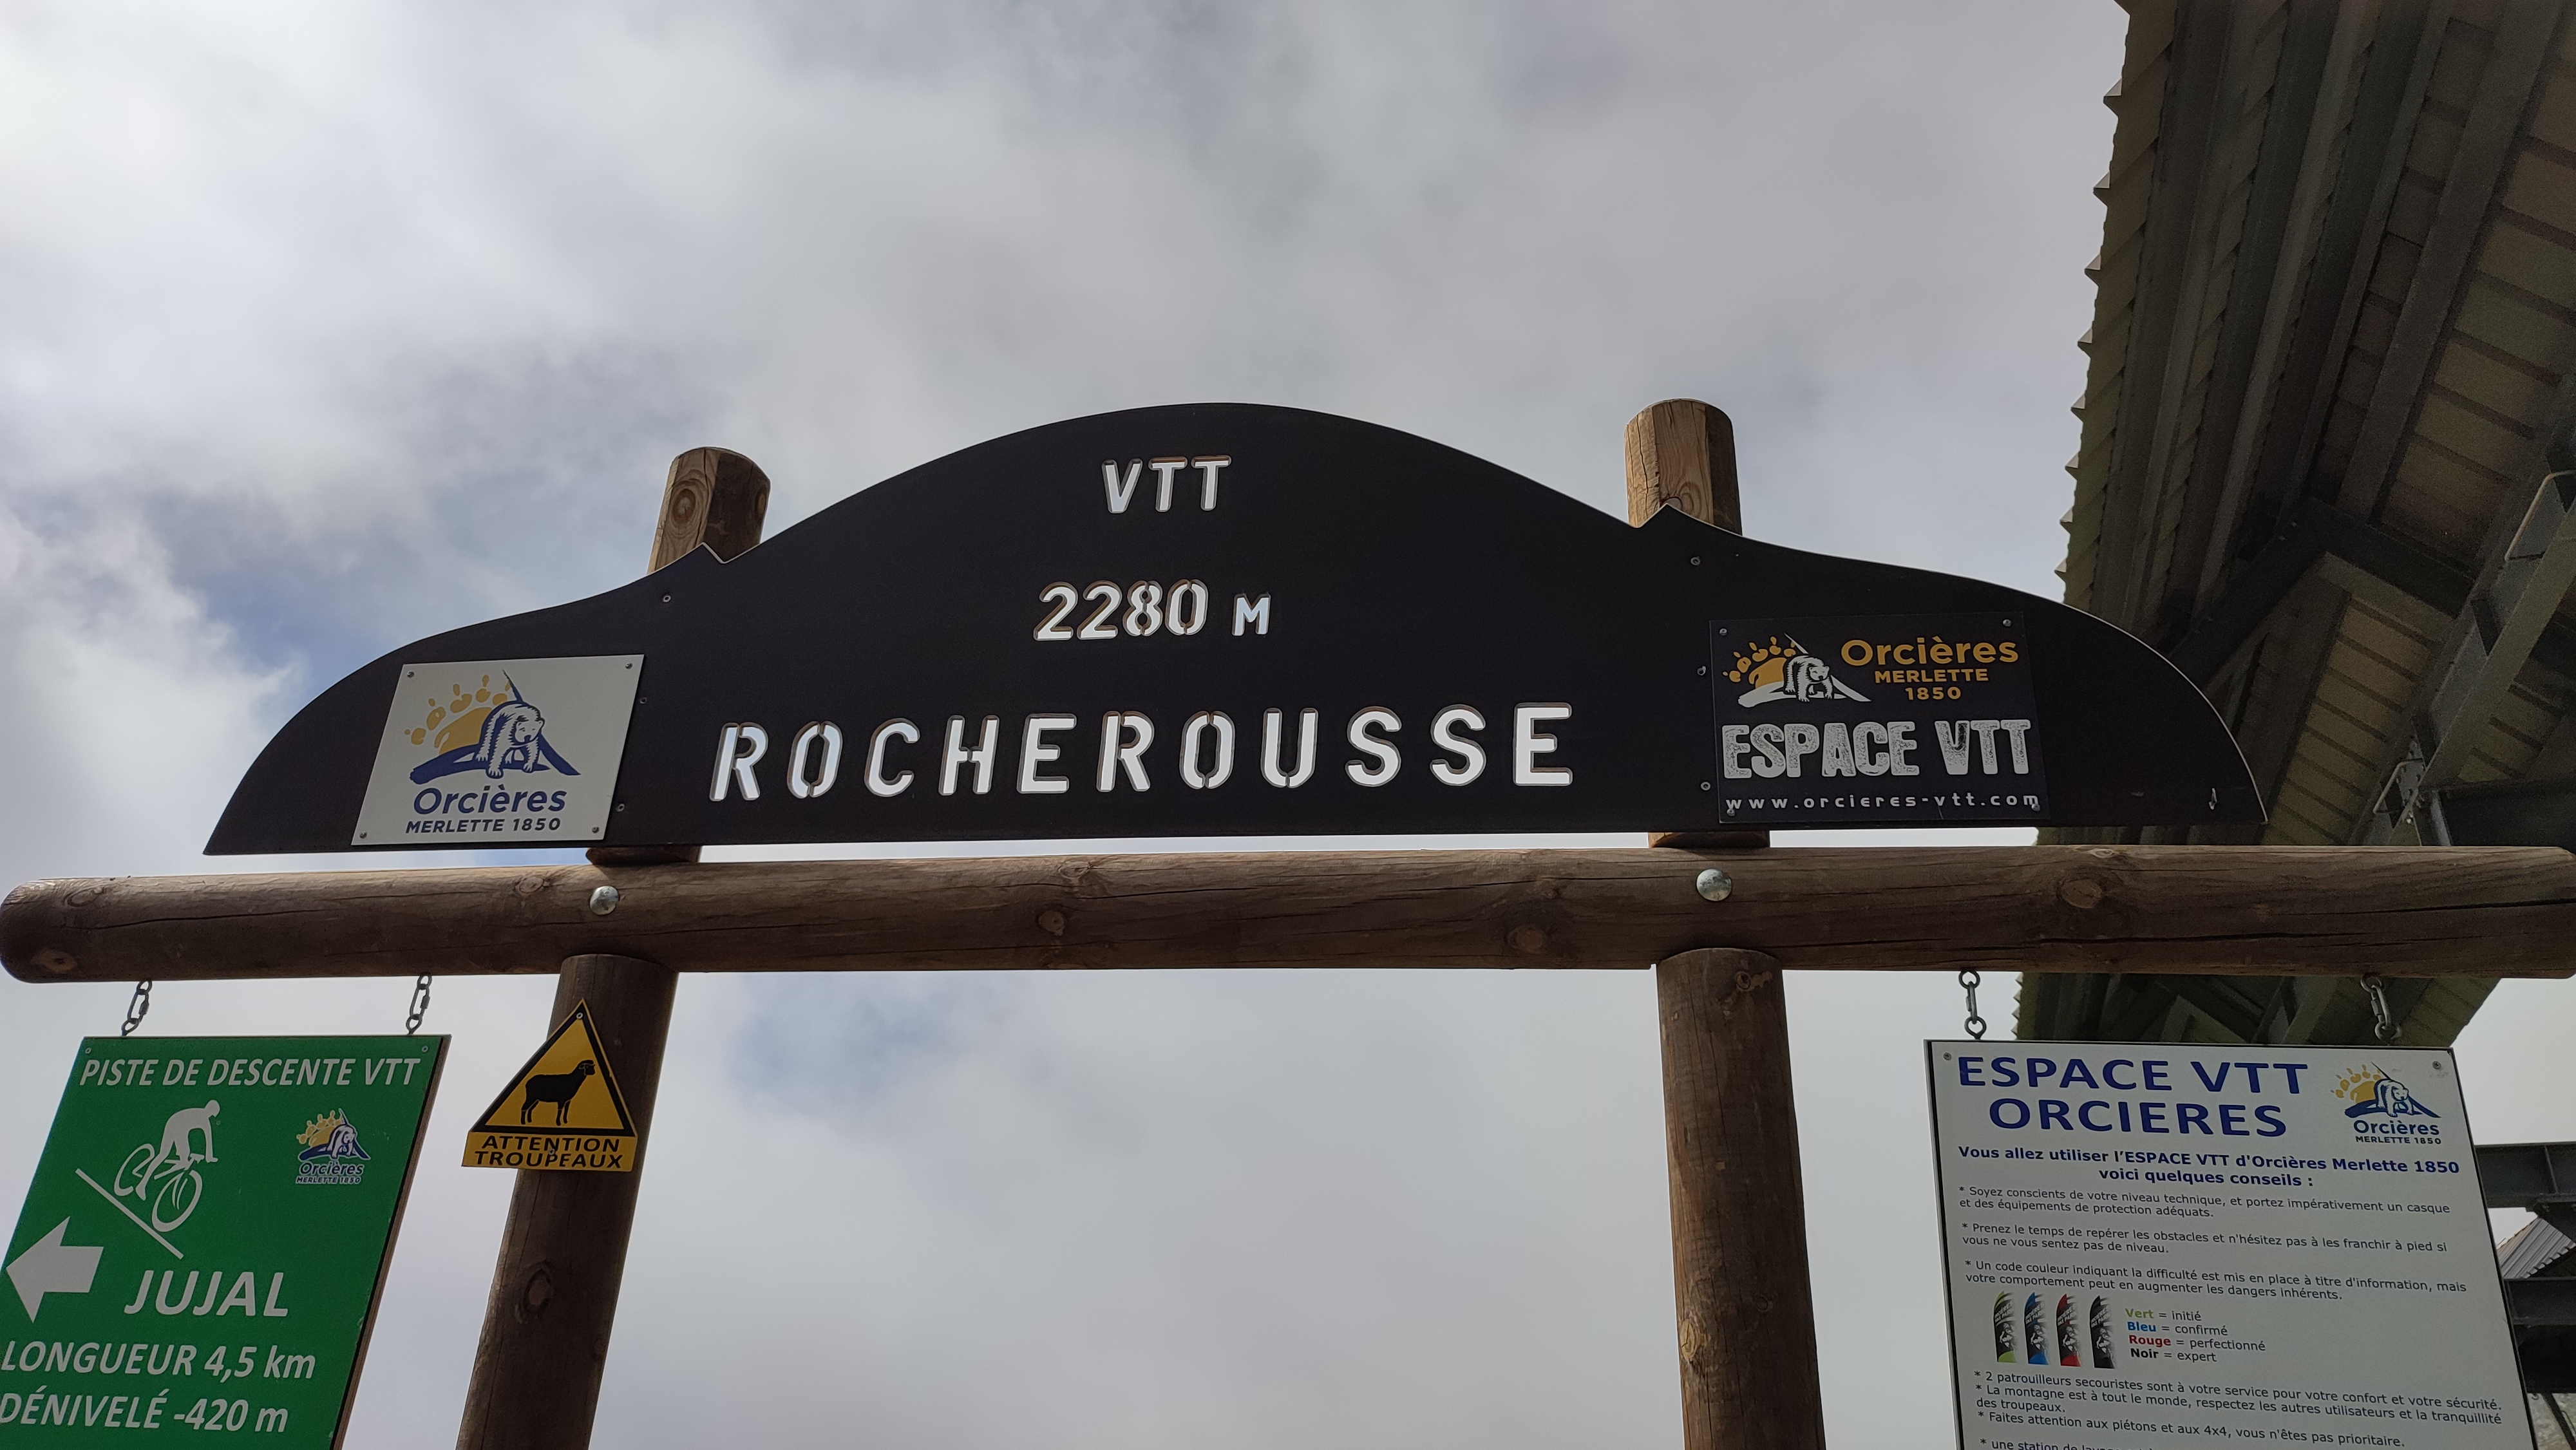 VTT
2280 M
ROCHEROUSSE
Orcières
MERLETTE 1850
Orcières
MERLETTE
1850
ESPACE VTT
www.orcieres-vtt.com
PISTE DE DESCENTE VTT
Orcières
MERLETTE 1850
JUJAL
LONGUEUR 4,5 km
DÉNIVELÉ -420 m
ATTENTION
TROUPEAUX
ESPACE VTT
ORCIERES
Orcières
MERLETTE 1850
Vous allez utiliser l'ESPACE VTT d'Orcières Merlette 1850
voici quelques conseils :
* Soyez conscients de votre niveau technique, et portez impérativement un casque
et des équipements de protection adéquats.
* Prenez le temps de repérer les obstacles et n'hésitez pas à les franchir à pied si
vous ne vous sentez pas de niveau.
* Un code couleur indiquant la difficulté est mis en place à titre d'information, mais
votre comportement peut en augmenter les dangers inhérents.
Vert = initié
Bleu = confirmé
Rouge = perfectionné
Noir = expert
* 2 patrouilleurs secouristes sont à votre service pour votre confort et votre sécurité.
* La montagne est à tout le monde, respectez les autres utilisateurs et la tranquillité
des troupeaux.
* Faites attention aux piétons et aux 4x4, vous n'êtes pas prioritaire.
* une station de